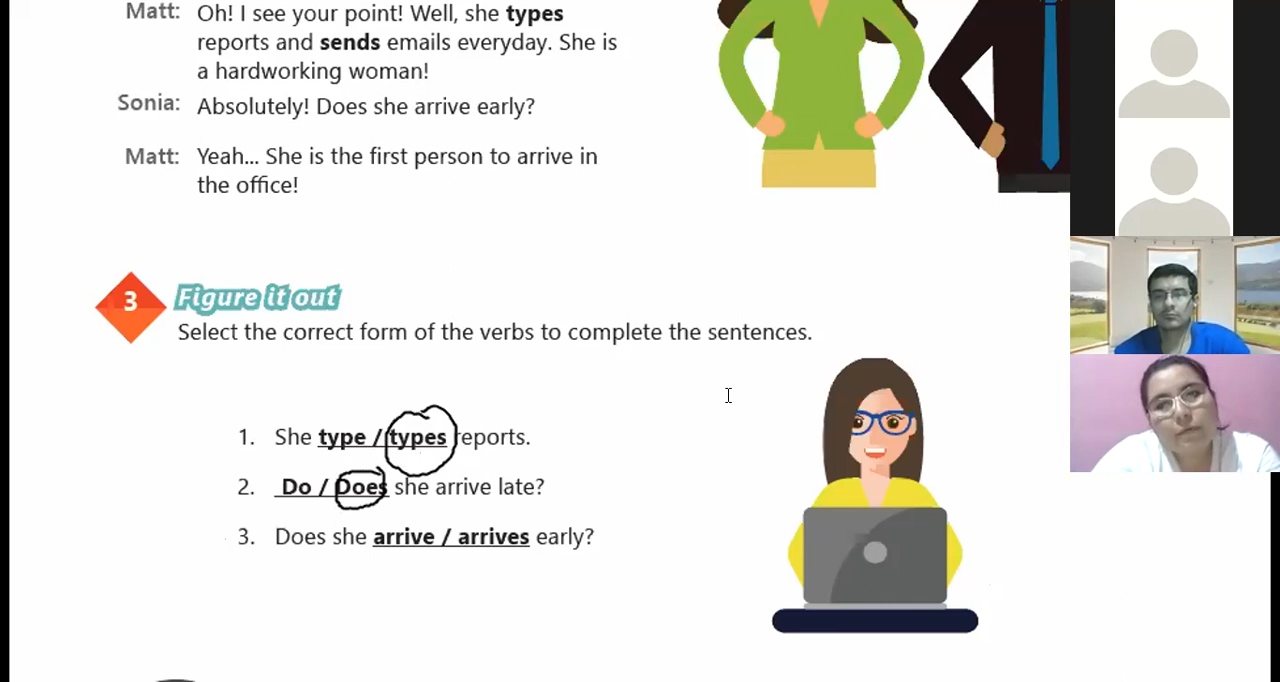 Matt: Oh! I see your point! Well, she types
reports and sends emails everyday. She is
a hardworking woman!
Sonia: Absolutely! Does she arrive early?
Matt: Yeah... She is the first person to arrive in
the office!
3 Figure it out
Select the correct form of the verbs to complete the sentences.
1. She type / types reports.
2. Do / Does she arrive late?
3. Does she arrive / arrives early?